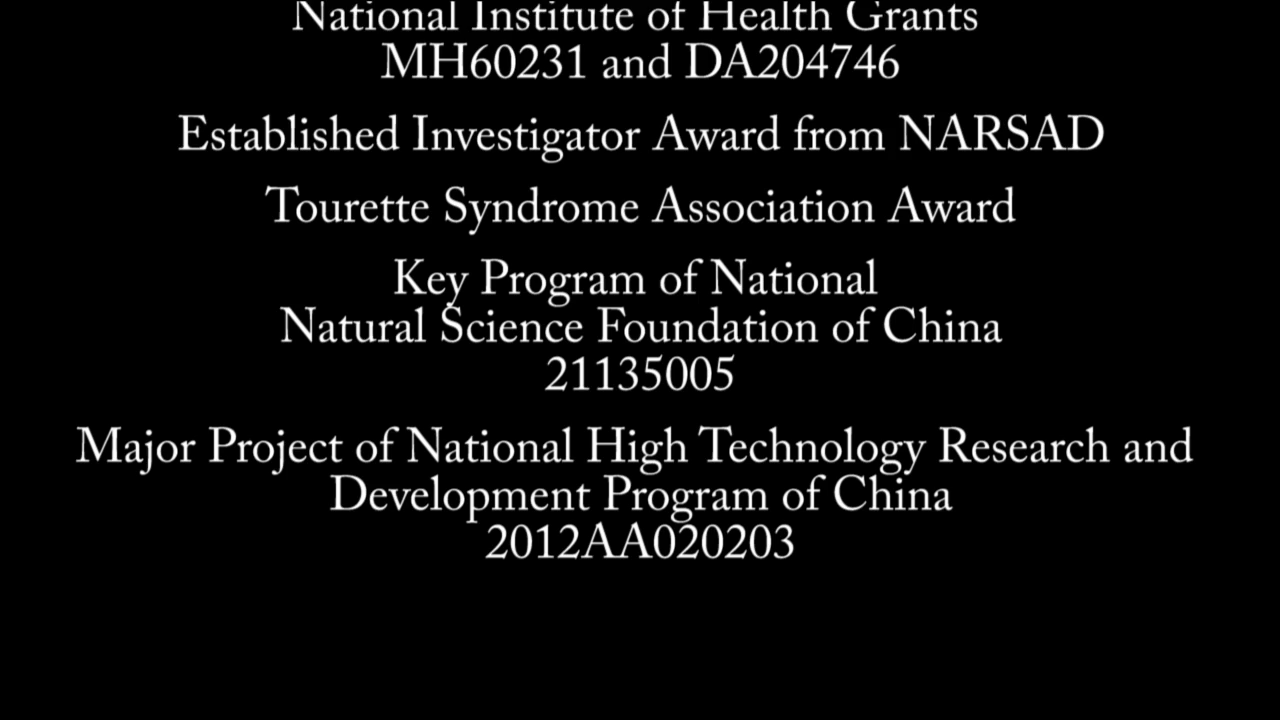 National Institute of Health Grants
MH60231 and DA204746
Established Investigator Award from NARSAD
Tourette Syndrome Association Award
Key Program of National
Natural Science Foundation of China
21135005
Major Project of National High Technology Research and
Development Program of China
2012AA020203